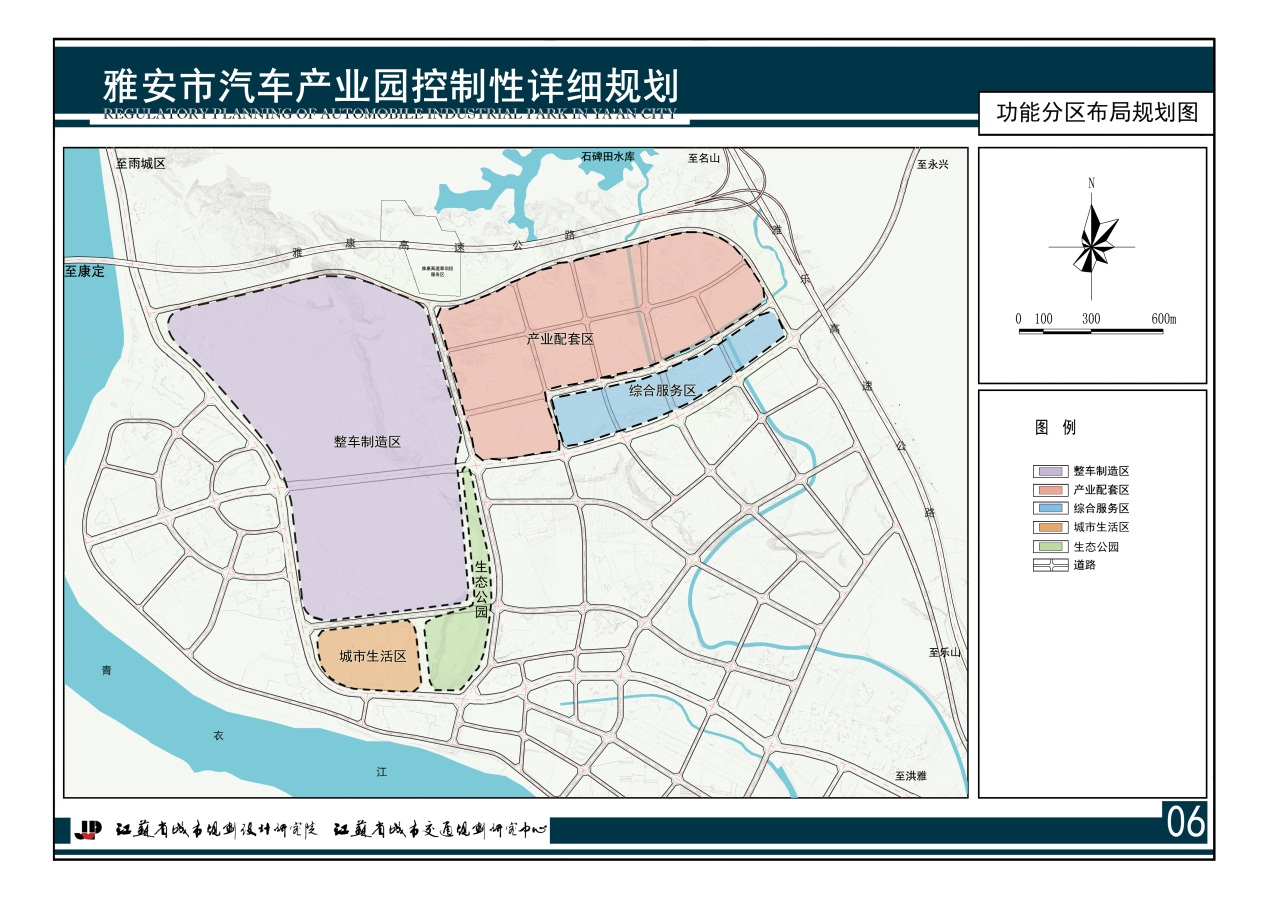 雅安市汽车产业园控制性详细规划
REGULATORY PLANNING OF AUTOMOBILE INDUSTRIAL PARK IN YA'AN CITY
功能分区布局规划图
至雨城区
石碑田水库
至名山
至永兴
雅康高速公路
至康定
雅乐高速公路
产业配套区
综合服务区
整车制造区
生态公园
城市生活区
至乐山
至洪雅
青衣江
N
0 100 300 600m
图 例
整车制造区
产业配套区
综合服务区
城市生活区
生态公园
道路
江苏省城市规划设计研究院 江苏省城市交通规划研究中心
06